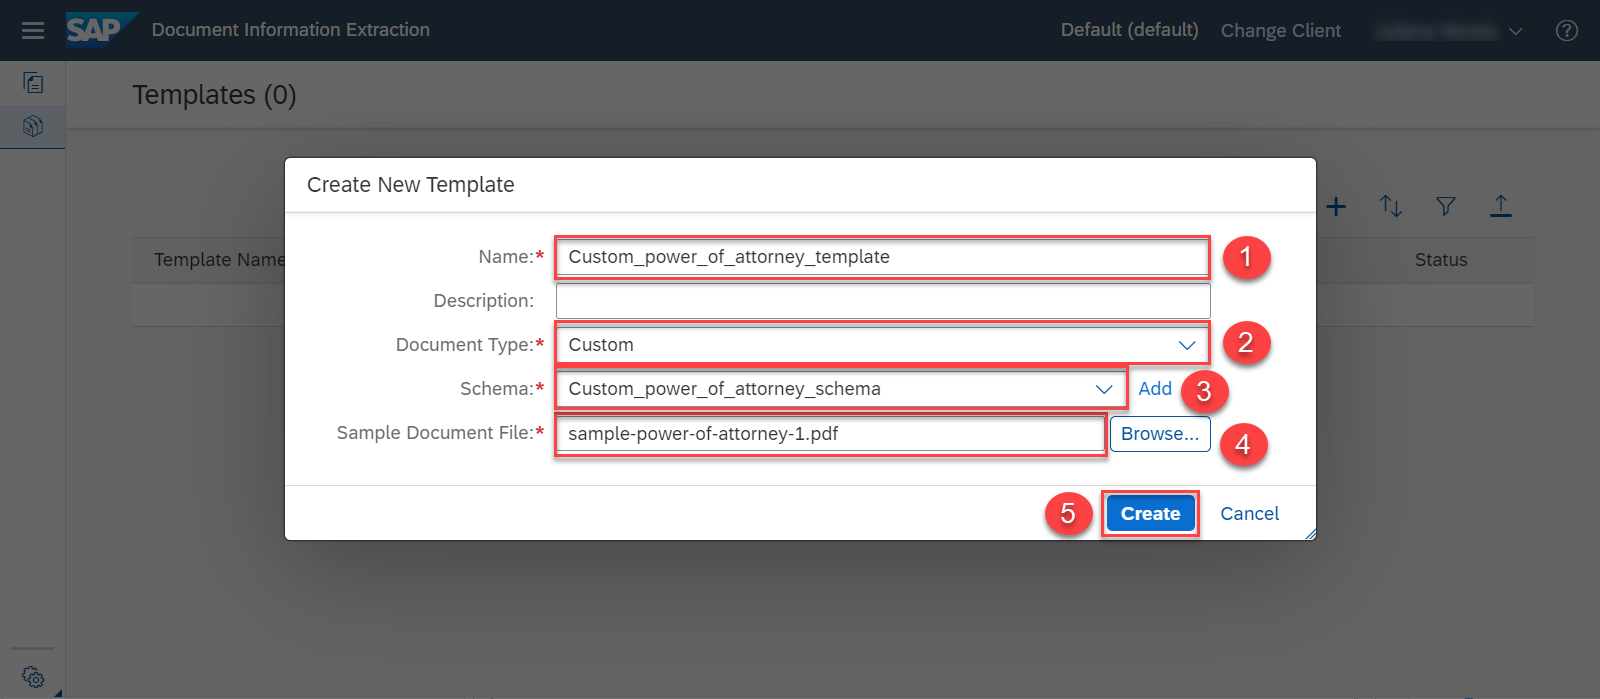 SAP Document Information Extraction Default (default) Change Client
Templates (0)
Create New Template
Template Name Status
Name:* Custom_power_of_attorney_template 1
Description:
Document Type:* Custom 2
Schema:* Custom_power_of_attorney_schema Add 3
Sample Document File:* sample-power-of-attorney-1.pdf Browse... 4
5 Create Cancel